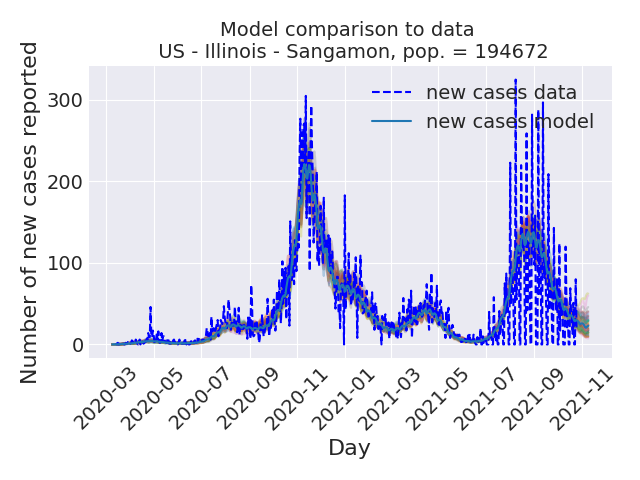 Model comparison to data
US - Illinois - Sangamon, pop. = 194672
Number of new cases reported
300
200
100
0
new cases data
new cases model
2020-03
2020-05
2020-07
2020-09
2020-11
2021-01
2021-03
2021-05
2021-07
2021-09
2021-11
Day